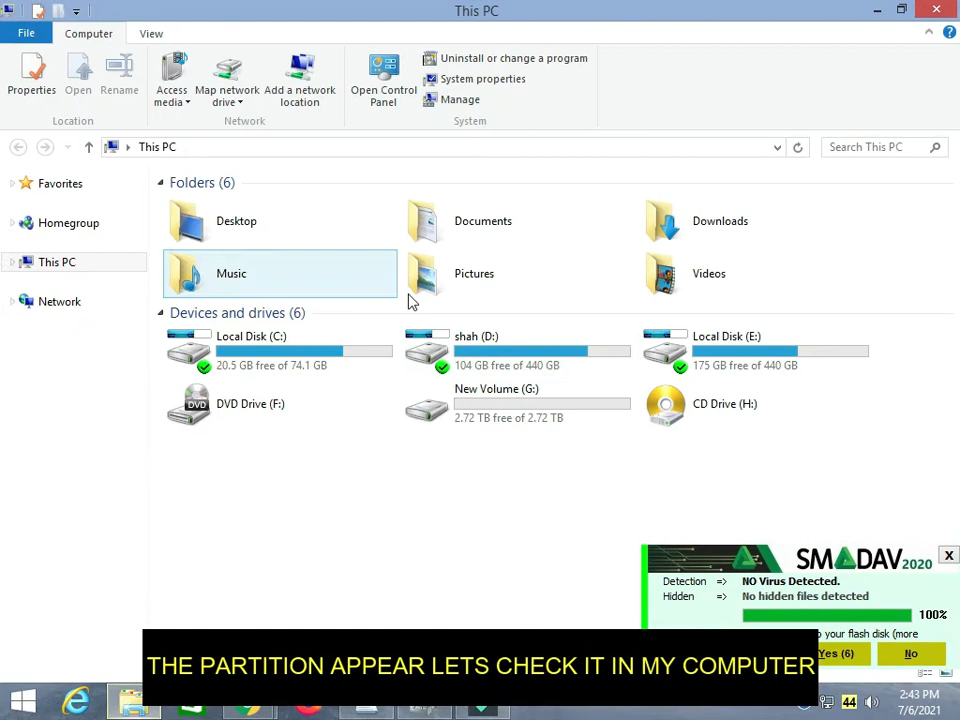 This PC
File
Computer
View
Properties
Open
Rename
Access media
Map network drive
Add a network location
Open Control Panel
Uninstall or change a program
System properties
Manage
Location
Network
System
This PC
Search This PC
Favorites
Homegroup
This PC
Network
Folders (6)
Desktop
Documents
Downloads
Music
Pictures
Videos
Devices and drives (6)
Local Disk (C:)
20.5 GB free of 74.1 GB
shah (D:)
104 GB free of 440 GB
Local Disk (E:)
175 GB free of 440 GB
DVD
DVD Drive (F:)
New Volume (G:)
2.72 TB free of 2.72 TB
CD Drive (H:)
SMADAV 2020
X
Detection => NO Virus Detected.
Hidden => No hidden files detected
100%
your flash disk (more
Yes (6)
No
THE PARTITION APPEAR LETS CHECK IT IN MY COMPUTER
44
2:43 PM
7/6/2021